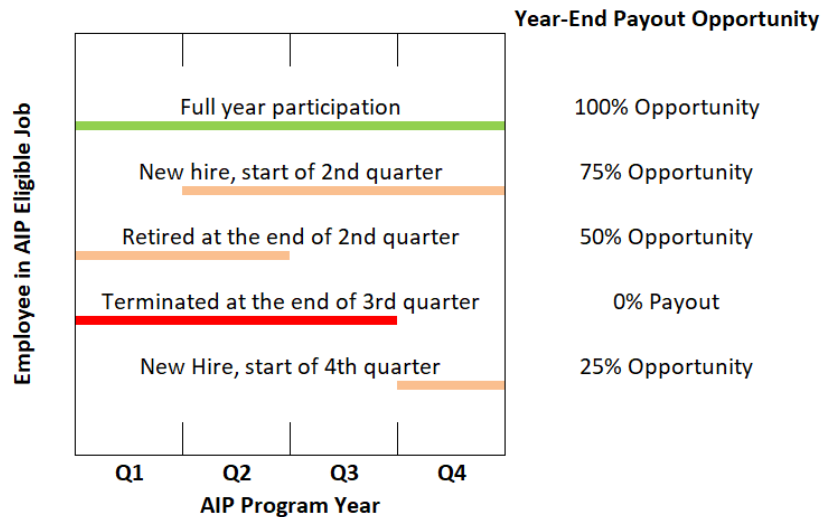 Year-End Payout Opportunity
Employee in AIP Eligible Job
Full year participation
100% Opportunity
New hire, start of 2nd quarter
75% Opportunity
Retired at the end of 2nd quarter
50% Opportunity
Terminated at the end of 3rd quarter
0% Payout
New Hire, start of 4th quarter
25% Opportunity
Q1 Q2 Q3 Q4
AIP Program Year